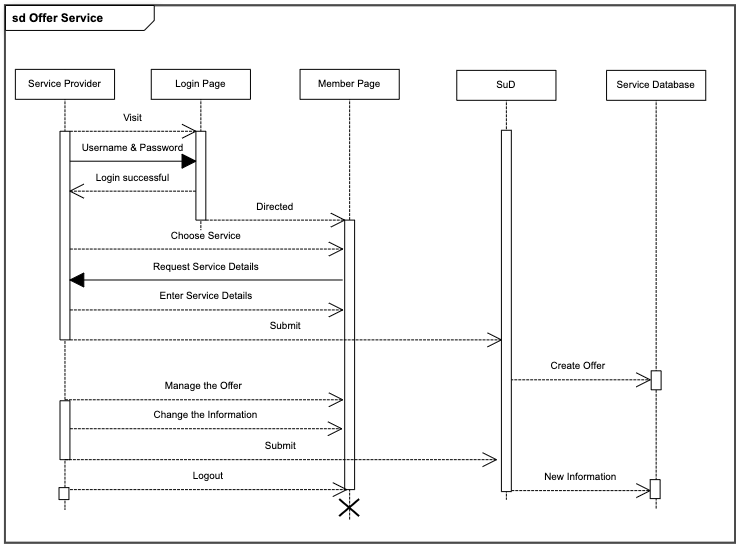 sd Offer Service
Service Provider
Login Page
Member Page
SuD
Service Database
Visit
Username & Password
Login successful
Directed
Choose Service
Request Service Details
Enter Service Details
Submit
Create Offer
Manage the Offer
Change the Information
Submit
Logout
New Information